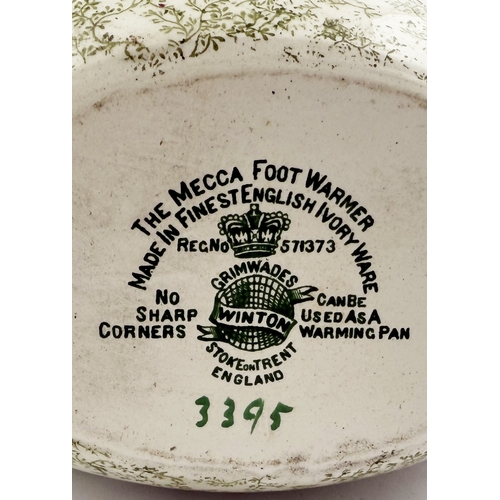 THE MECCA FOOT WARMER
MADE IN FINEST ENGLISH IVORY WARE
REG NO 571373
GRIMWADES
WINTON
STOKE ON TRENT
ENGLAND
NO
SHARP
CORNERS
CAN BE
USED AS A
WARMING PAN
3395